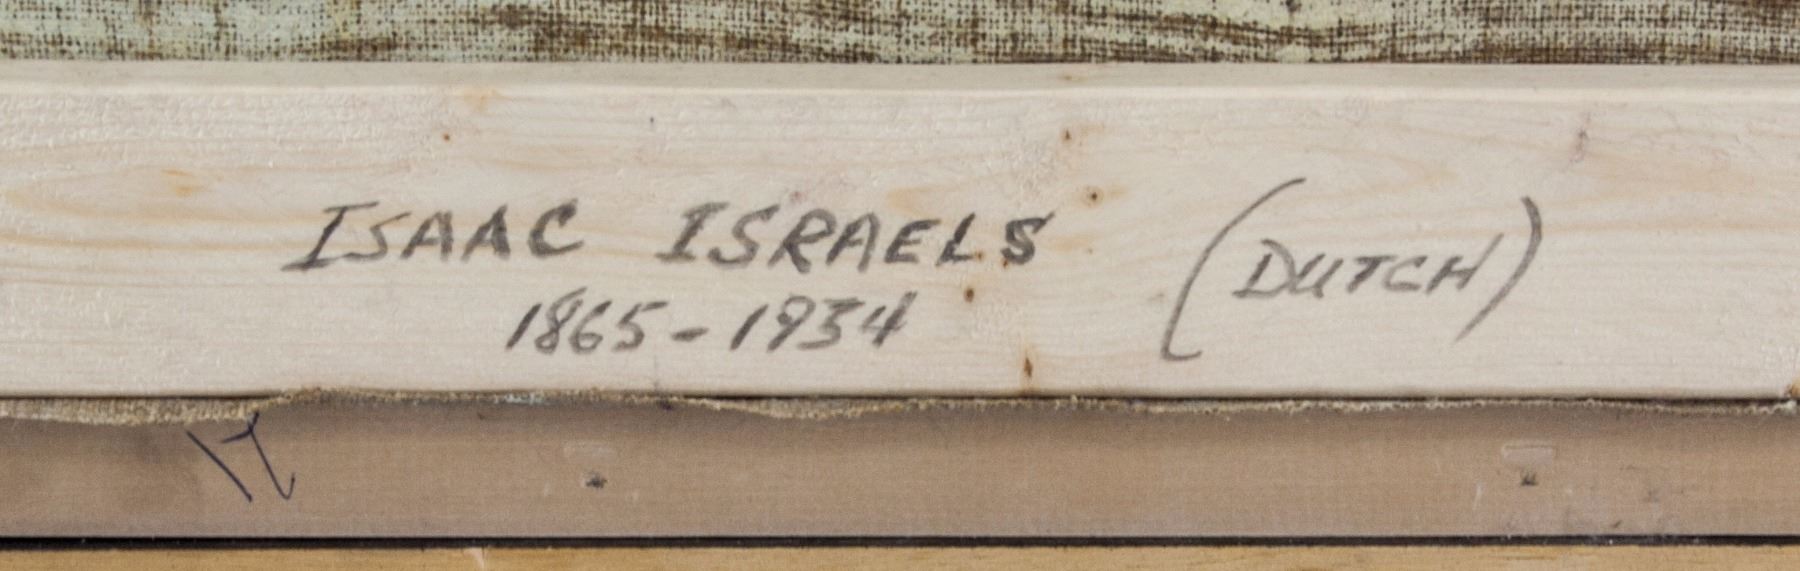 ISAAC ISRAELS (DUTCH)
1865-1934